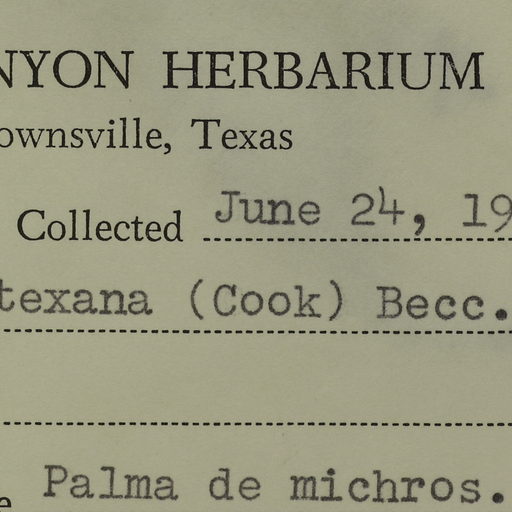 NYON HERBARIUM
ownsville, Texas
Collected June 24, 19
texana (Cook) Becc.
e Palma de michros.